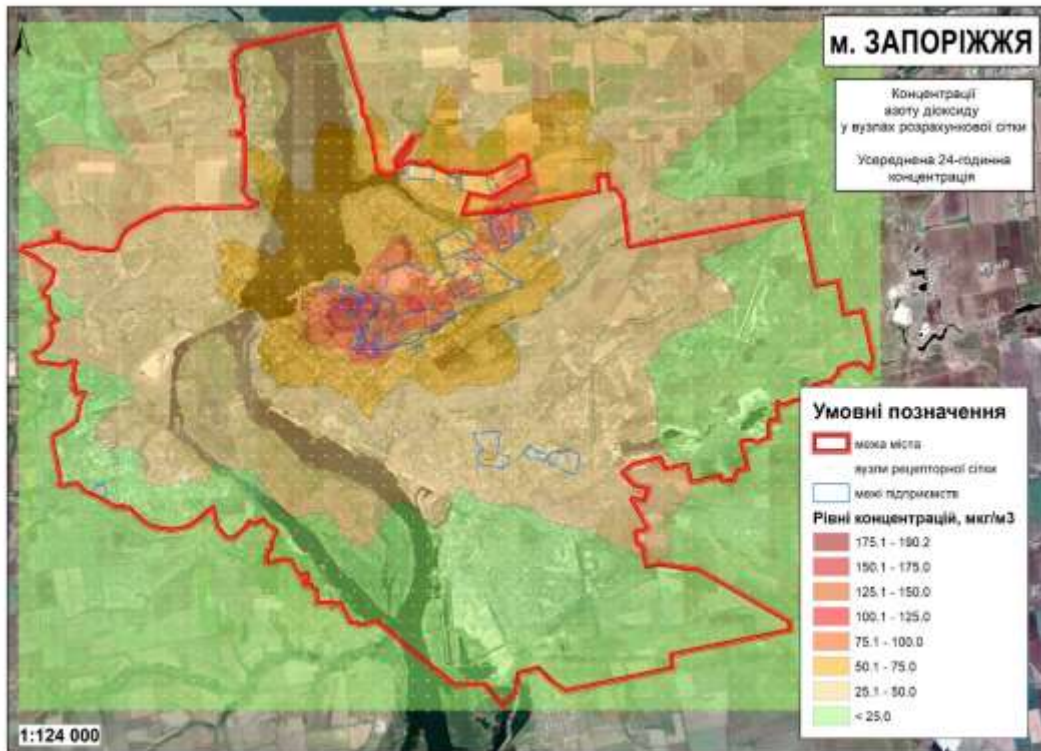 м. ЗАПОРІЖЖЯ
Концентрації
азоту діоксиду
у вузлах розрахункової сітки
Усереднена 24-годинна
концентрація
Умовні позначення
межа міста
вузли рецепторної сітки
межі підприємств
Рівні концентрацій, мкг/м3
175.1 - 190.2
150.1 - 175.0
125.1 - 150.0
100.1 - 125.0
75.1 - 100.0
50.1 - 75.0
25.1 - 50.0
< 25.0
1:124 000